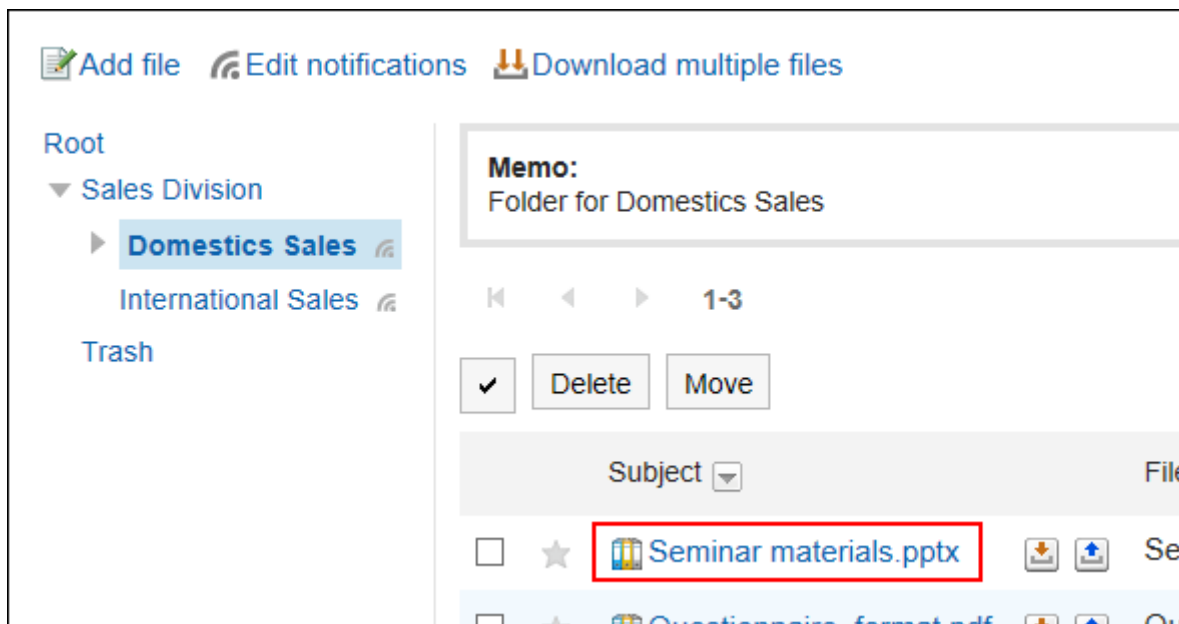 Add file Edit notifications Download multiple files
Root
Sales Division
Domestics Sales
International Sales
Trash
Memo:
Folder for Domestics Sales
1-3
Delete Move
Subject
Seminar materials.pptx